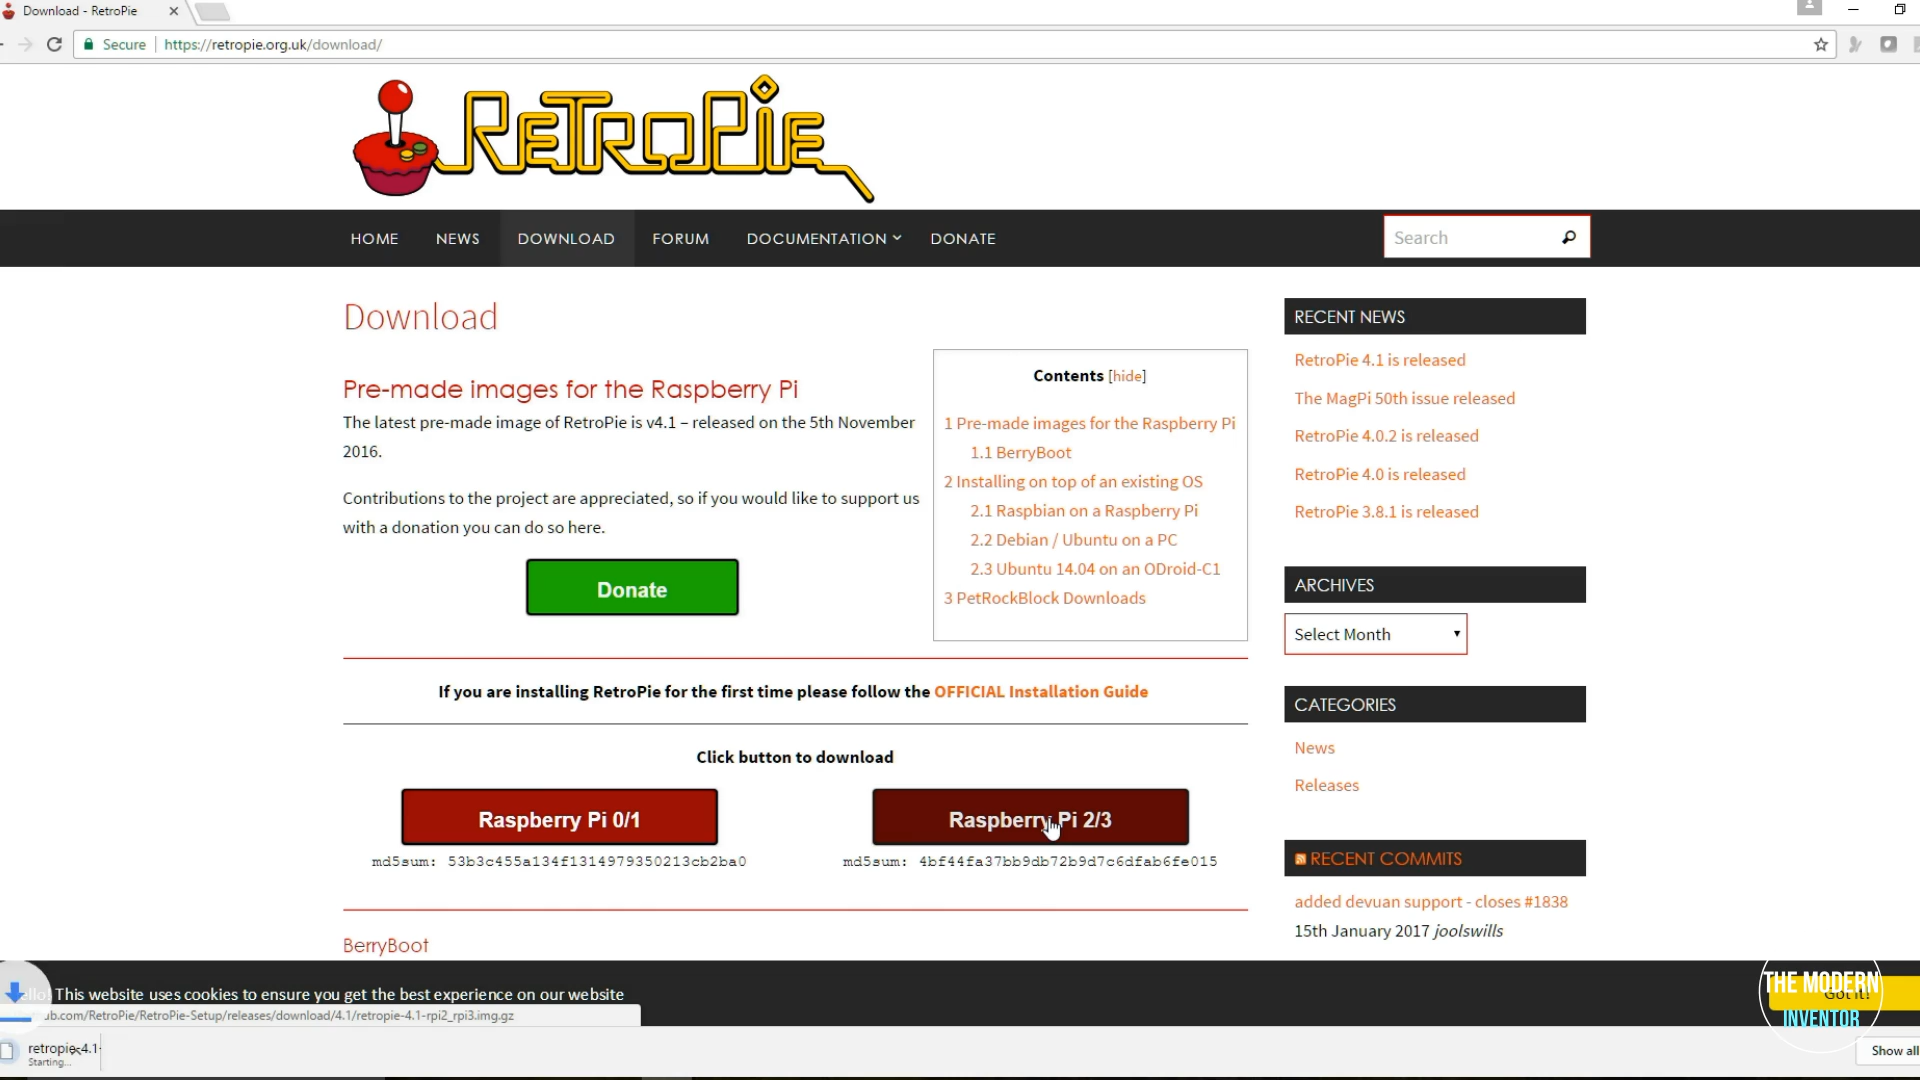 Download - RetroPie
Secure
https://retropie.org.uk/download/
RetroPie
HOME
NEWS
DOWNLOAD
FORUM
DOCUMENTATION
DONATE
Search
Download
Pre-made images for the Raspberry Pi
The latest pre-made image of RetroPie is v4.1 – released on the 5th November
2016.
Contributions to the project are appreciated, so if you would like to support us
with a donation you can do so here.
Donate
Contents [hide]
1 Pre-made images for the Raspberry Pi
1.1 BerryBoot
2 Installing on top of an existing OS
2.1 Raspbian on a Raspberry Pi
2.2 Debian / Ubuntu on a PC
2.3 Ubuntu 14.04 on an ODroid-C1
3 PetRockBlock Downloads
If you are installing RetroPie for the first time please follow the OFFICIAL Installation Guide
Click button to download
Raspberry Pi 0/1
md5sum: 53b3c455a134f1314979350213cb2ba0
Raspberry Pi 2/3
md5sum: 4bf44fa37bb9db72b9d7c6dfab6fe015
BerryBoot
RECENT NEWS
RetroPie 4.1 is released
The MagPi 50th issue released
RetroPie 4.0.2 is released
RetroPie 4.0 is released
RetroPie 3.8.1 is released
ARCHIVES
Select Month
CATEGORIES
News
Releases
RECENT COMMITS
added devuan support - closes #1838
15th January 2017 joolswills
This website uses cookies to ensure you get the best experience on our website
Got it!
THE MODERN
INVENTOR
ub.com/RetroPie/RetroPie-Setup/releases/download/4.1/retropie-4.1-rpi2_rpi3.img.gz
retropie-4.1-
Starting...
Show all